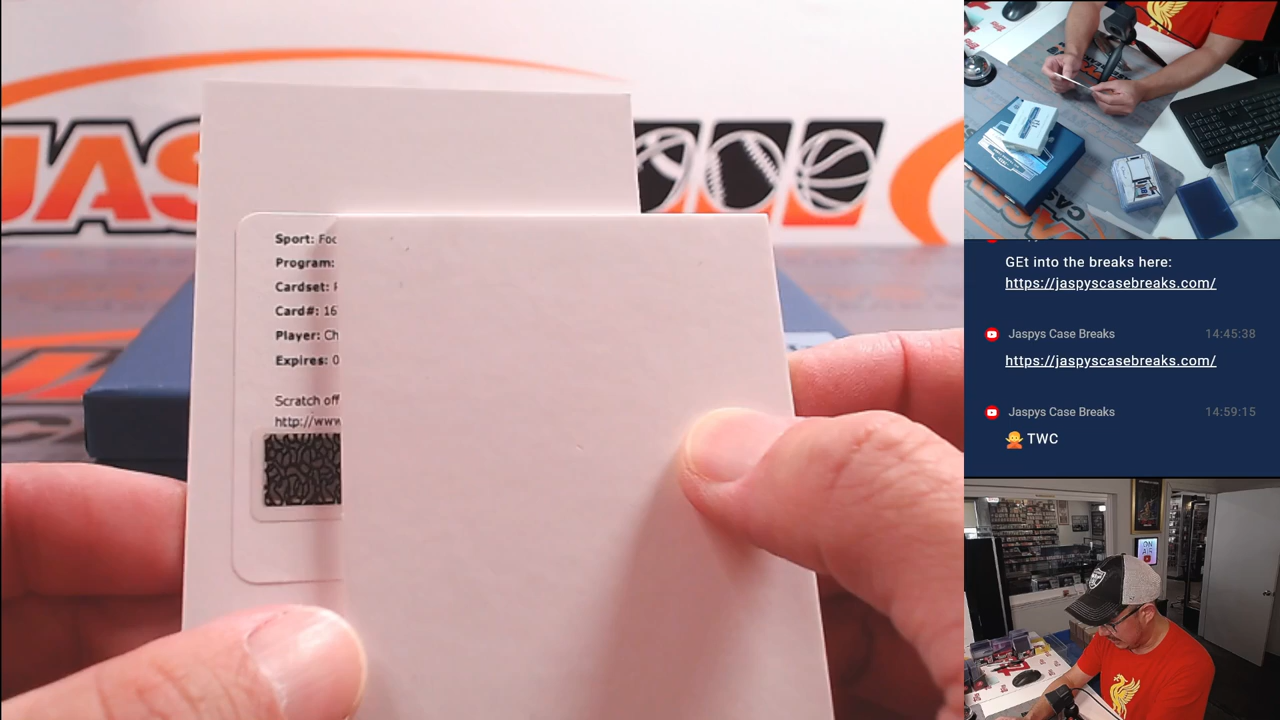 JAS
Sport: Foo
Program:
Cardset:
Card#: 16
Player: Ch
Expires: 0
Scratch off
http://www
GEt into the breaks here:
https://jaspyscasebreaks.com/
Jaspys Case Breaks 14:45:38
https://jaspyscasebreaks.com/
Jaspys Case Breaks 14:59:15
TWC
ON
AIR